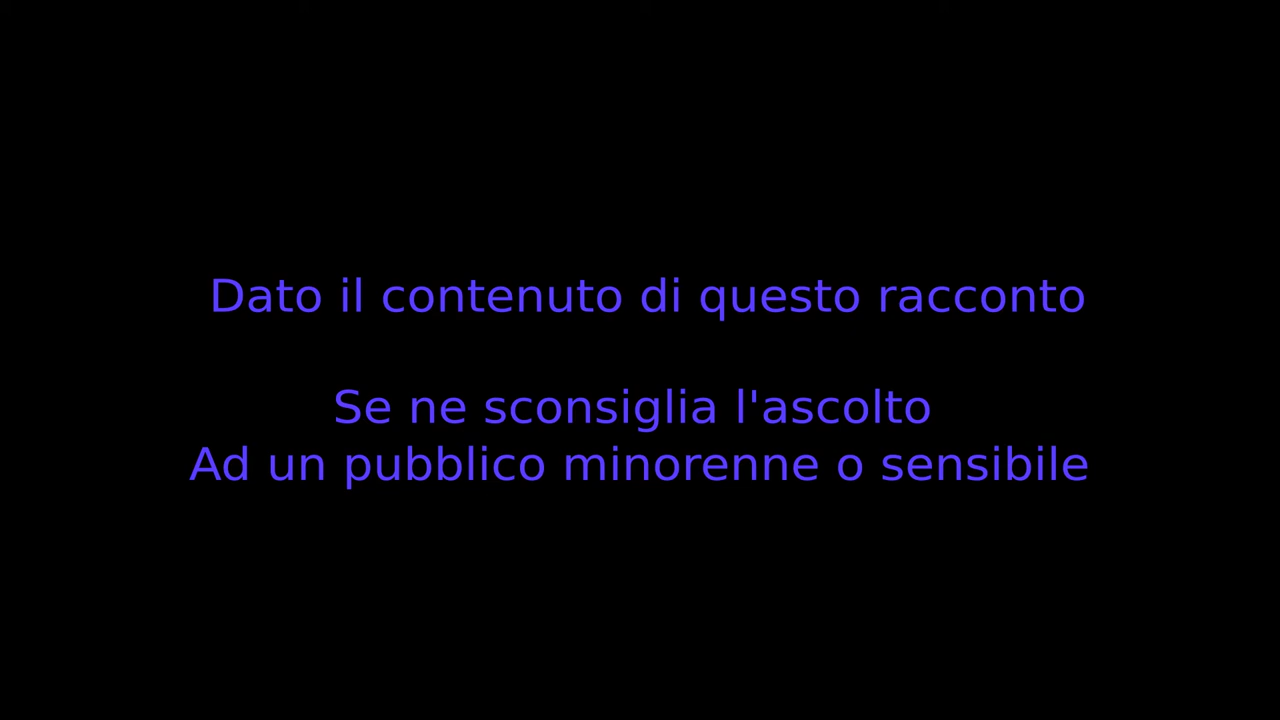 Dato il contenuto di questo racconto
Se ne sconsiglia l'ascolto
Ad un pubblico minorenne o sensibile